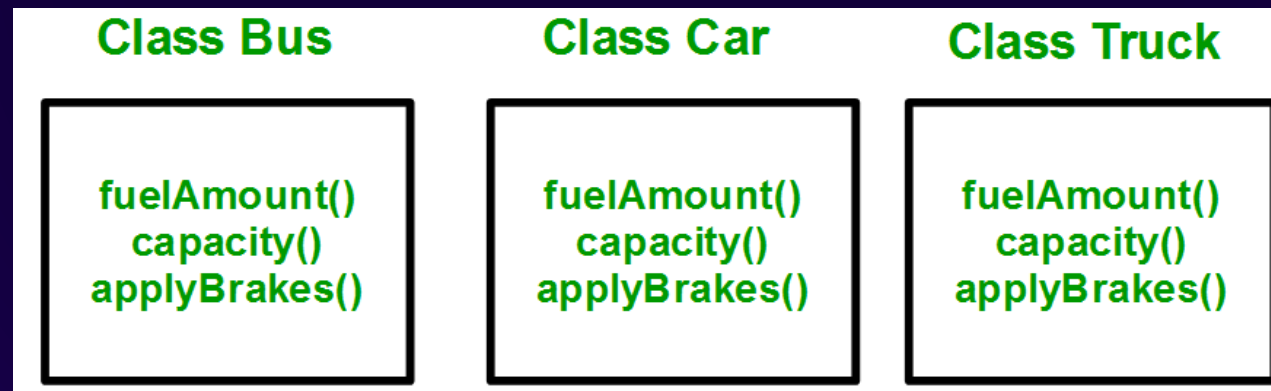 Class Bus
Class Car
Class Truck
fuelAmount()
capacity()
applyBrakes()
fuelAmount()
capacity()
applyBrakes()
fuelAmount()
capacity()
applyBrakes()